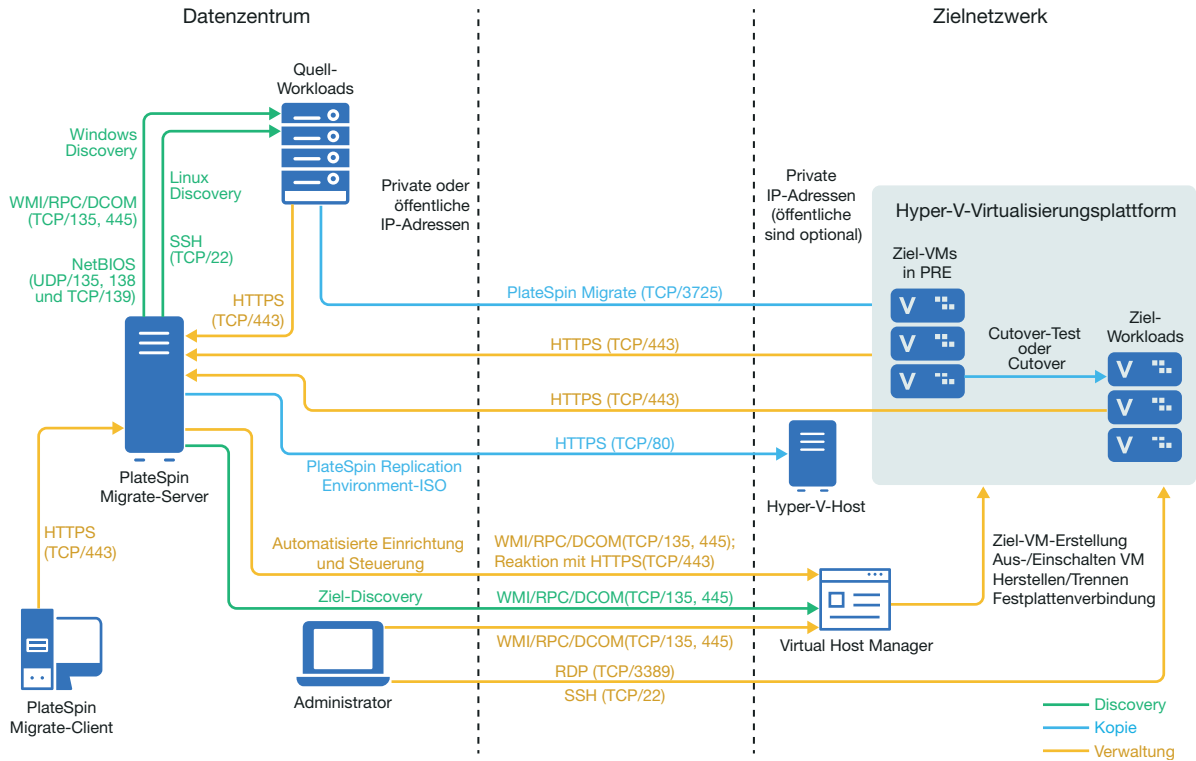 Datenzentrum
Zielnetzwerk
Quell-
Workloads
Windows
Discovery
Linux
Discovery
WMI/RPC/DCOM
(TCP/135, 445)
SSH
(TCP/22)
NetBIOS
(UDP/135, 138
und TCP/139)
HTTPS
(TCP/443)
Private oder
öffentliche
IP-Adressen
Private
IP-Adressen
(öffentliche
sind optional)
Hyper-V-Virtualisierungsplattform
Ziel-VMs
in PRE
V
V
V
Cutover-Test
oder
Cutover
Ziel-
Workloads
V
V
V
PlateSpin Migrate (TCP/3725)
HTTPS (TCP/443)
HTTPS (TCP/443)
HTTPS (TCP/80)
PlateSpin Replication
Environment-ISO
PlateSpin
Migrate-Server
Hyper-V-Host
HTTPS
(TCP/443)
Automatisierte Einrichtung
und Steuerung
WMI/RPC/DCOM(TCP/135, 445);
Reaktion mit HTTPS(TCP/443)
Ziel-VM-Erstellung
Aus-/Einschalten VM
Herstellen/Trennen
Festplattenverbindung
Ziel-Discovery
WMI/RPC/DCOM(TCP/135, 445)
WMI/RPC/DCOM(TCP/135, 445)
Virtual Host Manager
RDP (TCP/3389)
SSH (TCP/22)
Administrator
PlateSpin
Migrate-Client
Discovery
Kopie
Verwaltung